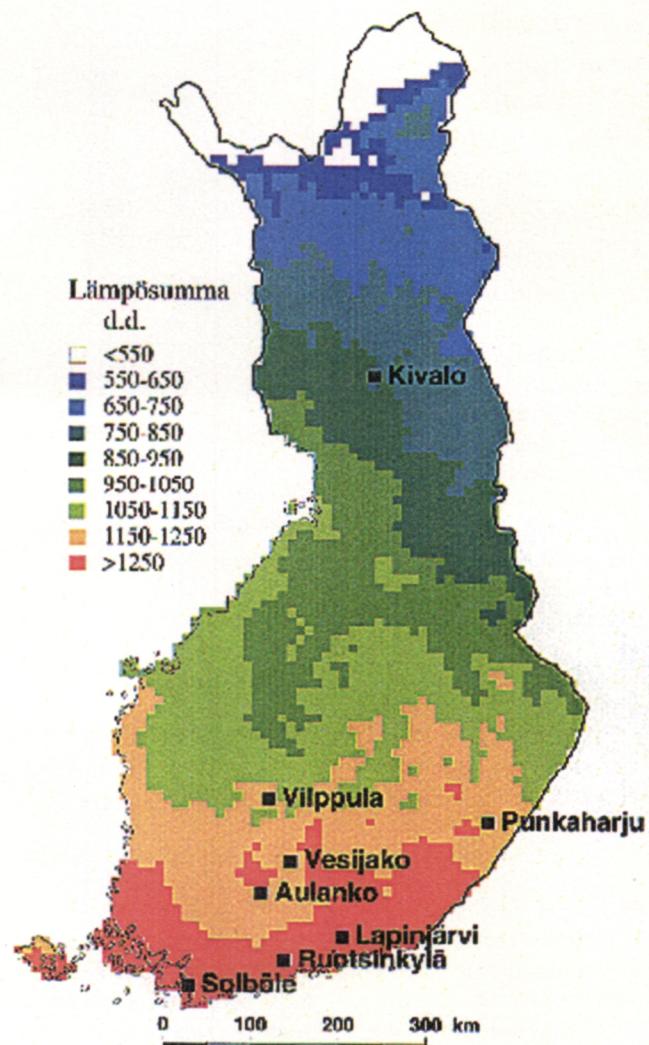 Lämpösumma
d.d.
<550
550-650
650-750
750-850
850-950
950-1050
1050-1150
1150-1250
>1250
Kivalo
Vilppula
Punkaharju
Vesijako
Aulanko
Lapinjärvi
Ruotsinkylä
Solböle
0 100 200 300 km